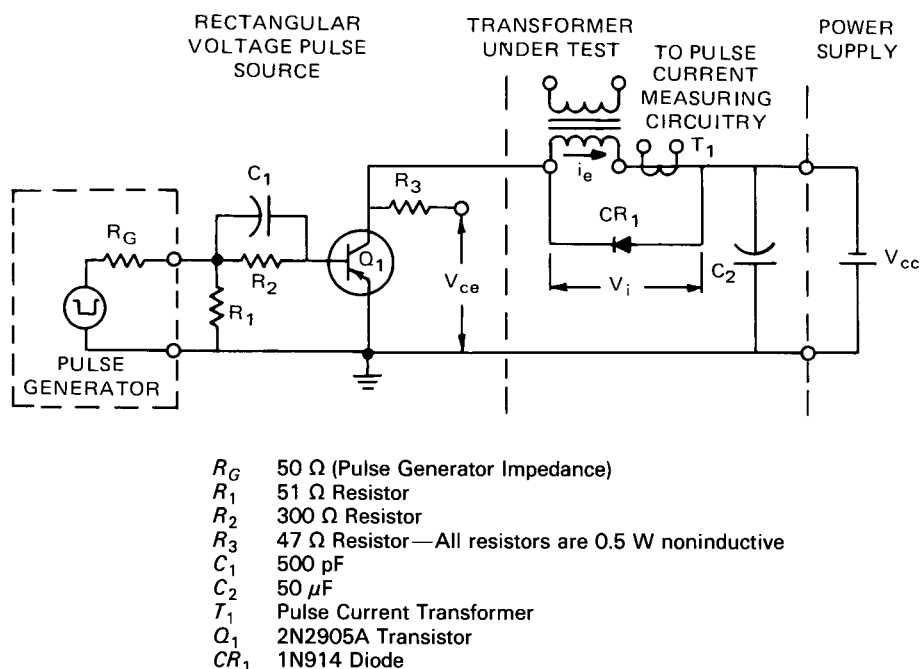 RECTANGULAR
VOLTAGE PULSE
SOURCE
TRANSFORMER
UNDER TEST
TO PULSE
CURRENT
MEASURING
CIRCUITRY
POWER
SUPPLY
T1
C1
R3
ie
RG
R2
Q1
CR1
Vce
C2
Vcc
R1
Vi
PULSE
GENERATOR
RG 50 Ω (Pulse Generator Impedance)
R1 51 Ω Resistor
R2 300 Ω Resistor
R3 47 Ω Resistor—All resistors are 0.5 W noninductive
C1 500 pF
C2 50 μF
T1 Pulse Current Transformer
Q1 2N2905A Transistor
CR1 1N914 Diode